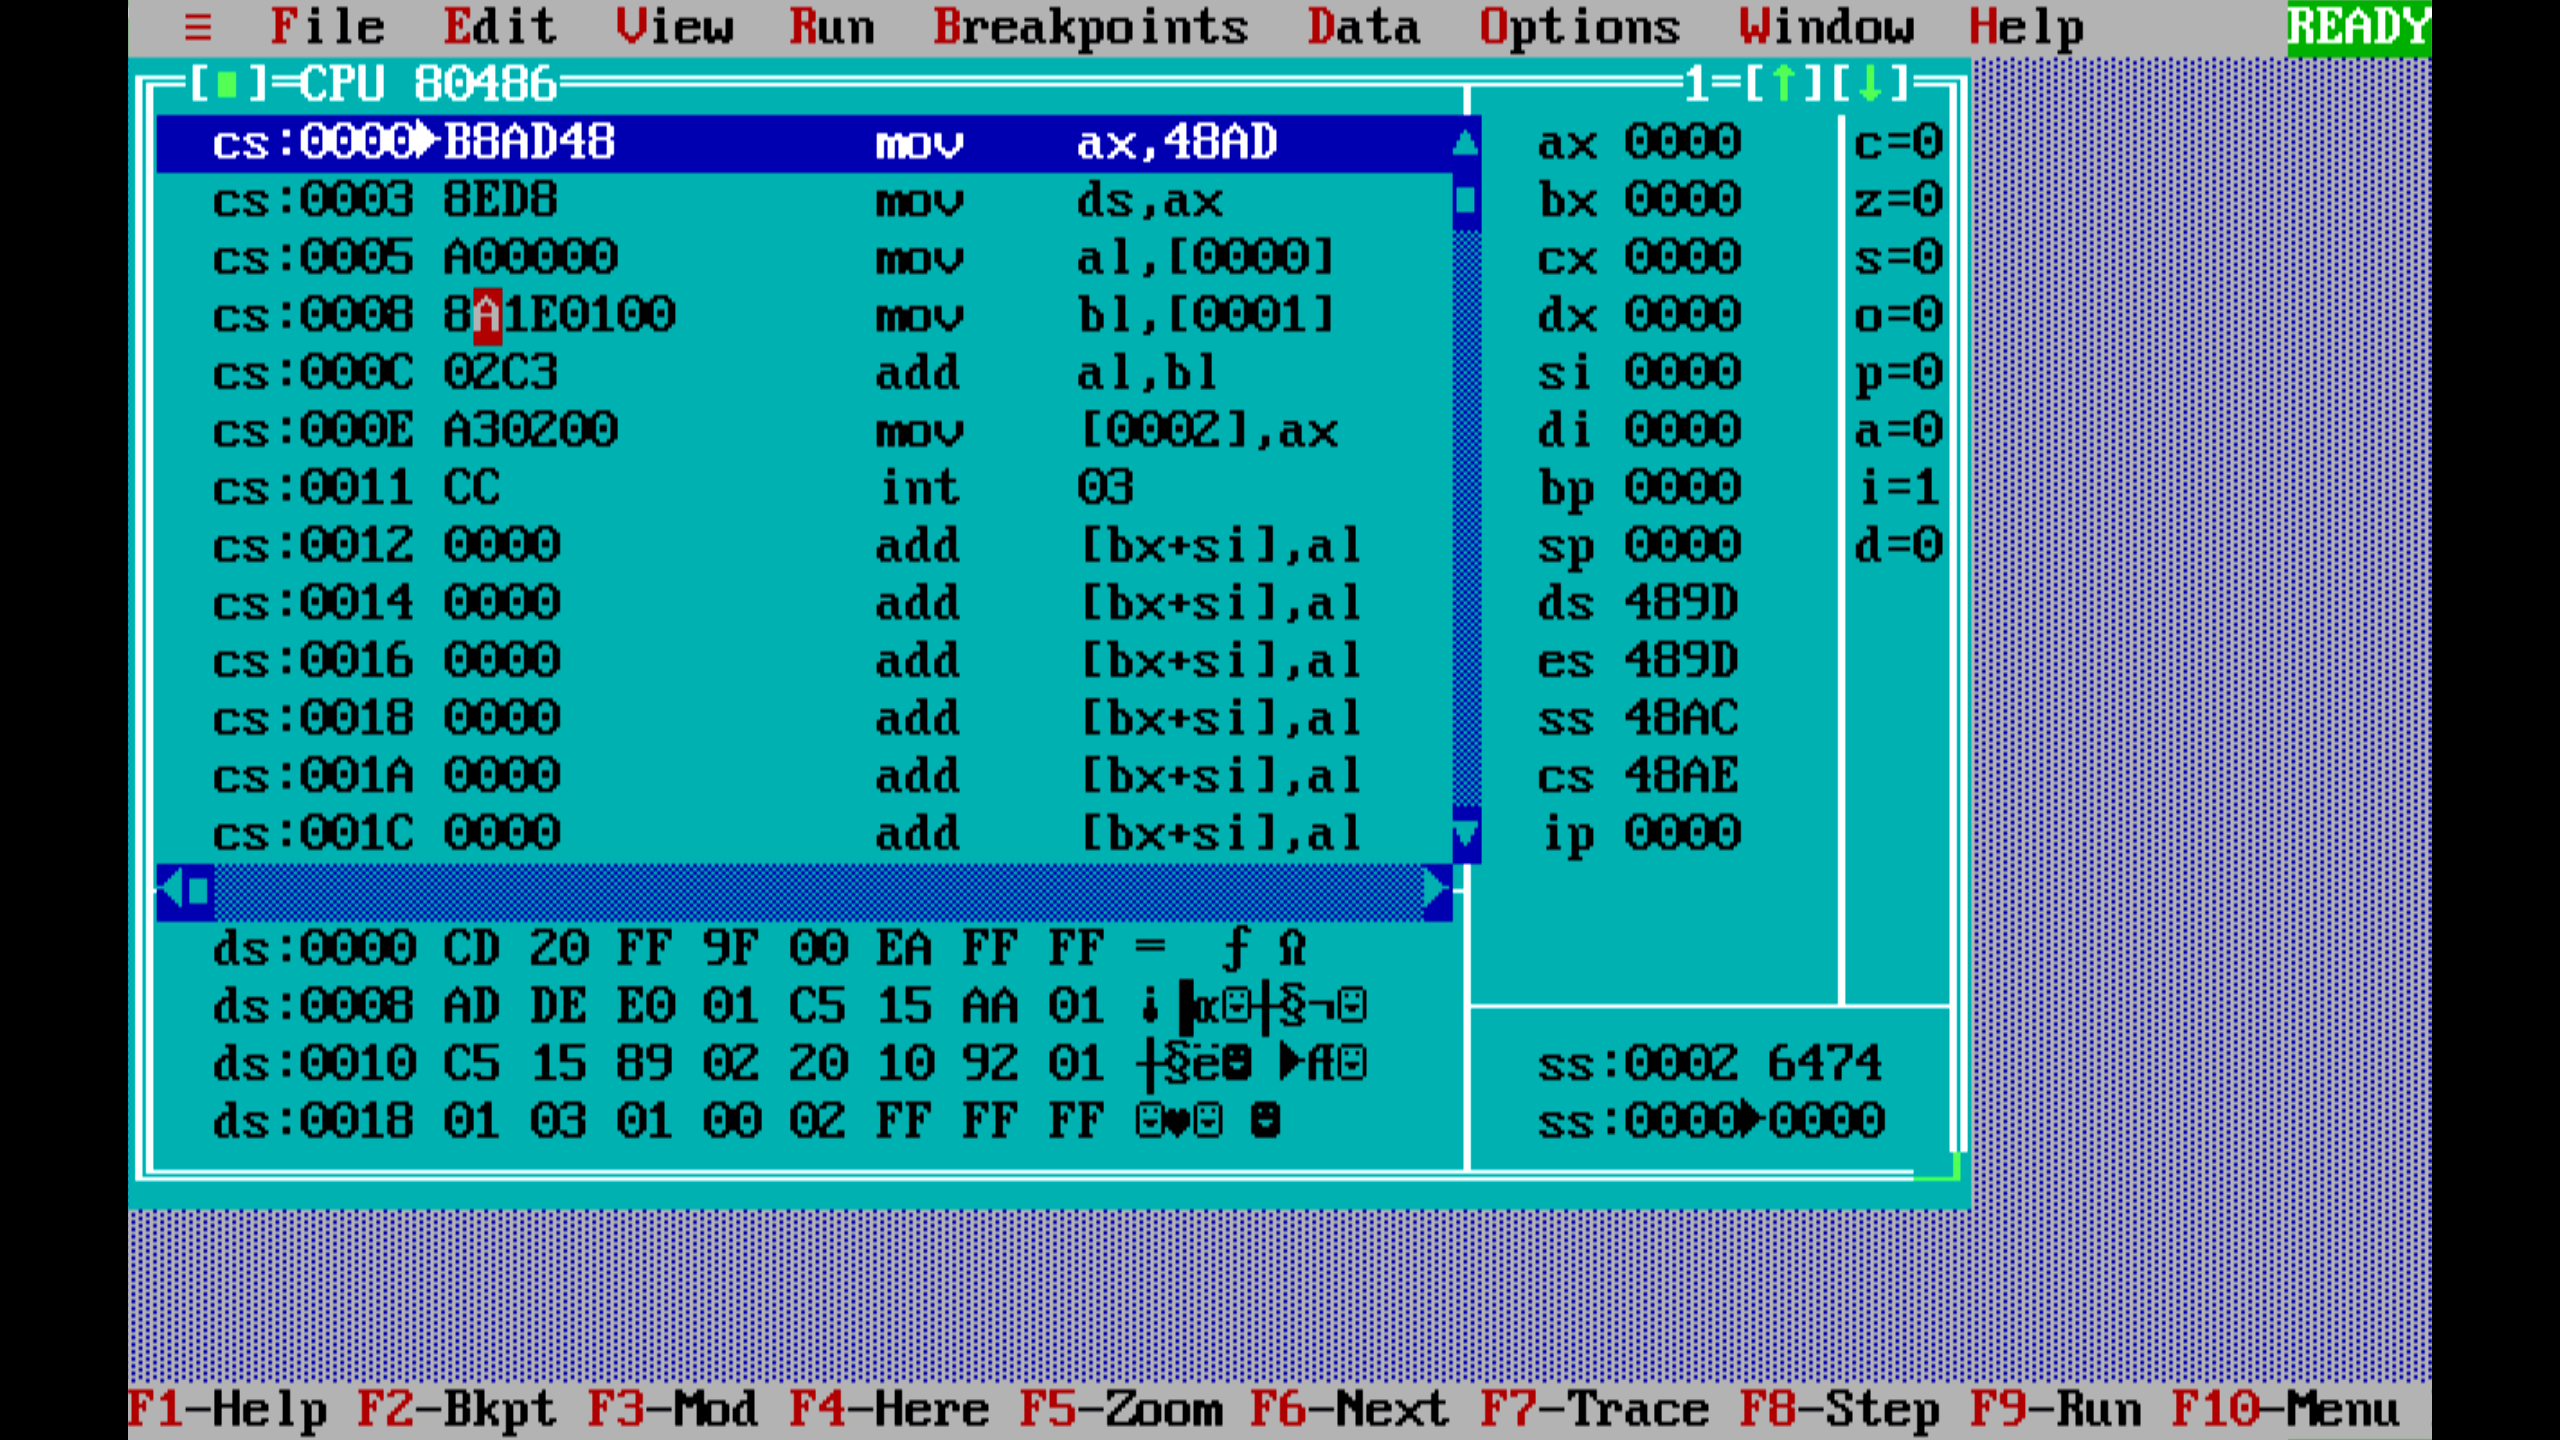 ≡ File Edit View Run Breakpoints Data Options Window Help READY
[■]=CPU 80486 1=[↑][↓]
cs:0000►B8AD48 mov ax,48AD ax 0000 c=0
cs:0003 8ED8 mov ds,ax bx 0000 z=0
cs:0005 A00000 mov al,[0000] cx 0000 s=0
cs:0008 8A1E0100 mov bl,[0001] dx 0000 o=0
cs:000C 02C3 add al,bl si 0000 p=0
cs:000E A30200 mov [0002],ax di 0000 a=0
cs:0011 CC int 03 bp 0000 i=1
cs:0012 0000 add [bx+si],al sp 0000 d=0
cs:0014 0000 add [bx+si],al ds 489D
cs:0016 0000 add [bx+si],al es 489D
cs:0018 0000 add [bx+si],al ss 48AC
cs:001A 0000 add [bx+si],al cs 48AE
cs:001C 0000 add [bx+si],al ip 0000
ds:0000 CD 20 FF 9F 00 EA FF FF = ƒ Ω
ds:0008 AD DE E0 01 C5 15 AA 01 ¡▐α☺┼§¬☺
ds:0010 C5 15 89 02 20 10 92 01 ┼§ë☻ ►Æ☺ ss:0002 6474
ds:0018 01 03 01 00 02 FF FF FF ☺♥☺ ☻ ss:0000►0000
F1-Help F2-Bkpt F3-Mod F4-Here F5-Zoom F6-Next F7-Trace F8-Step F9-Run F10-Menu